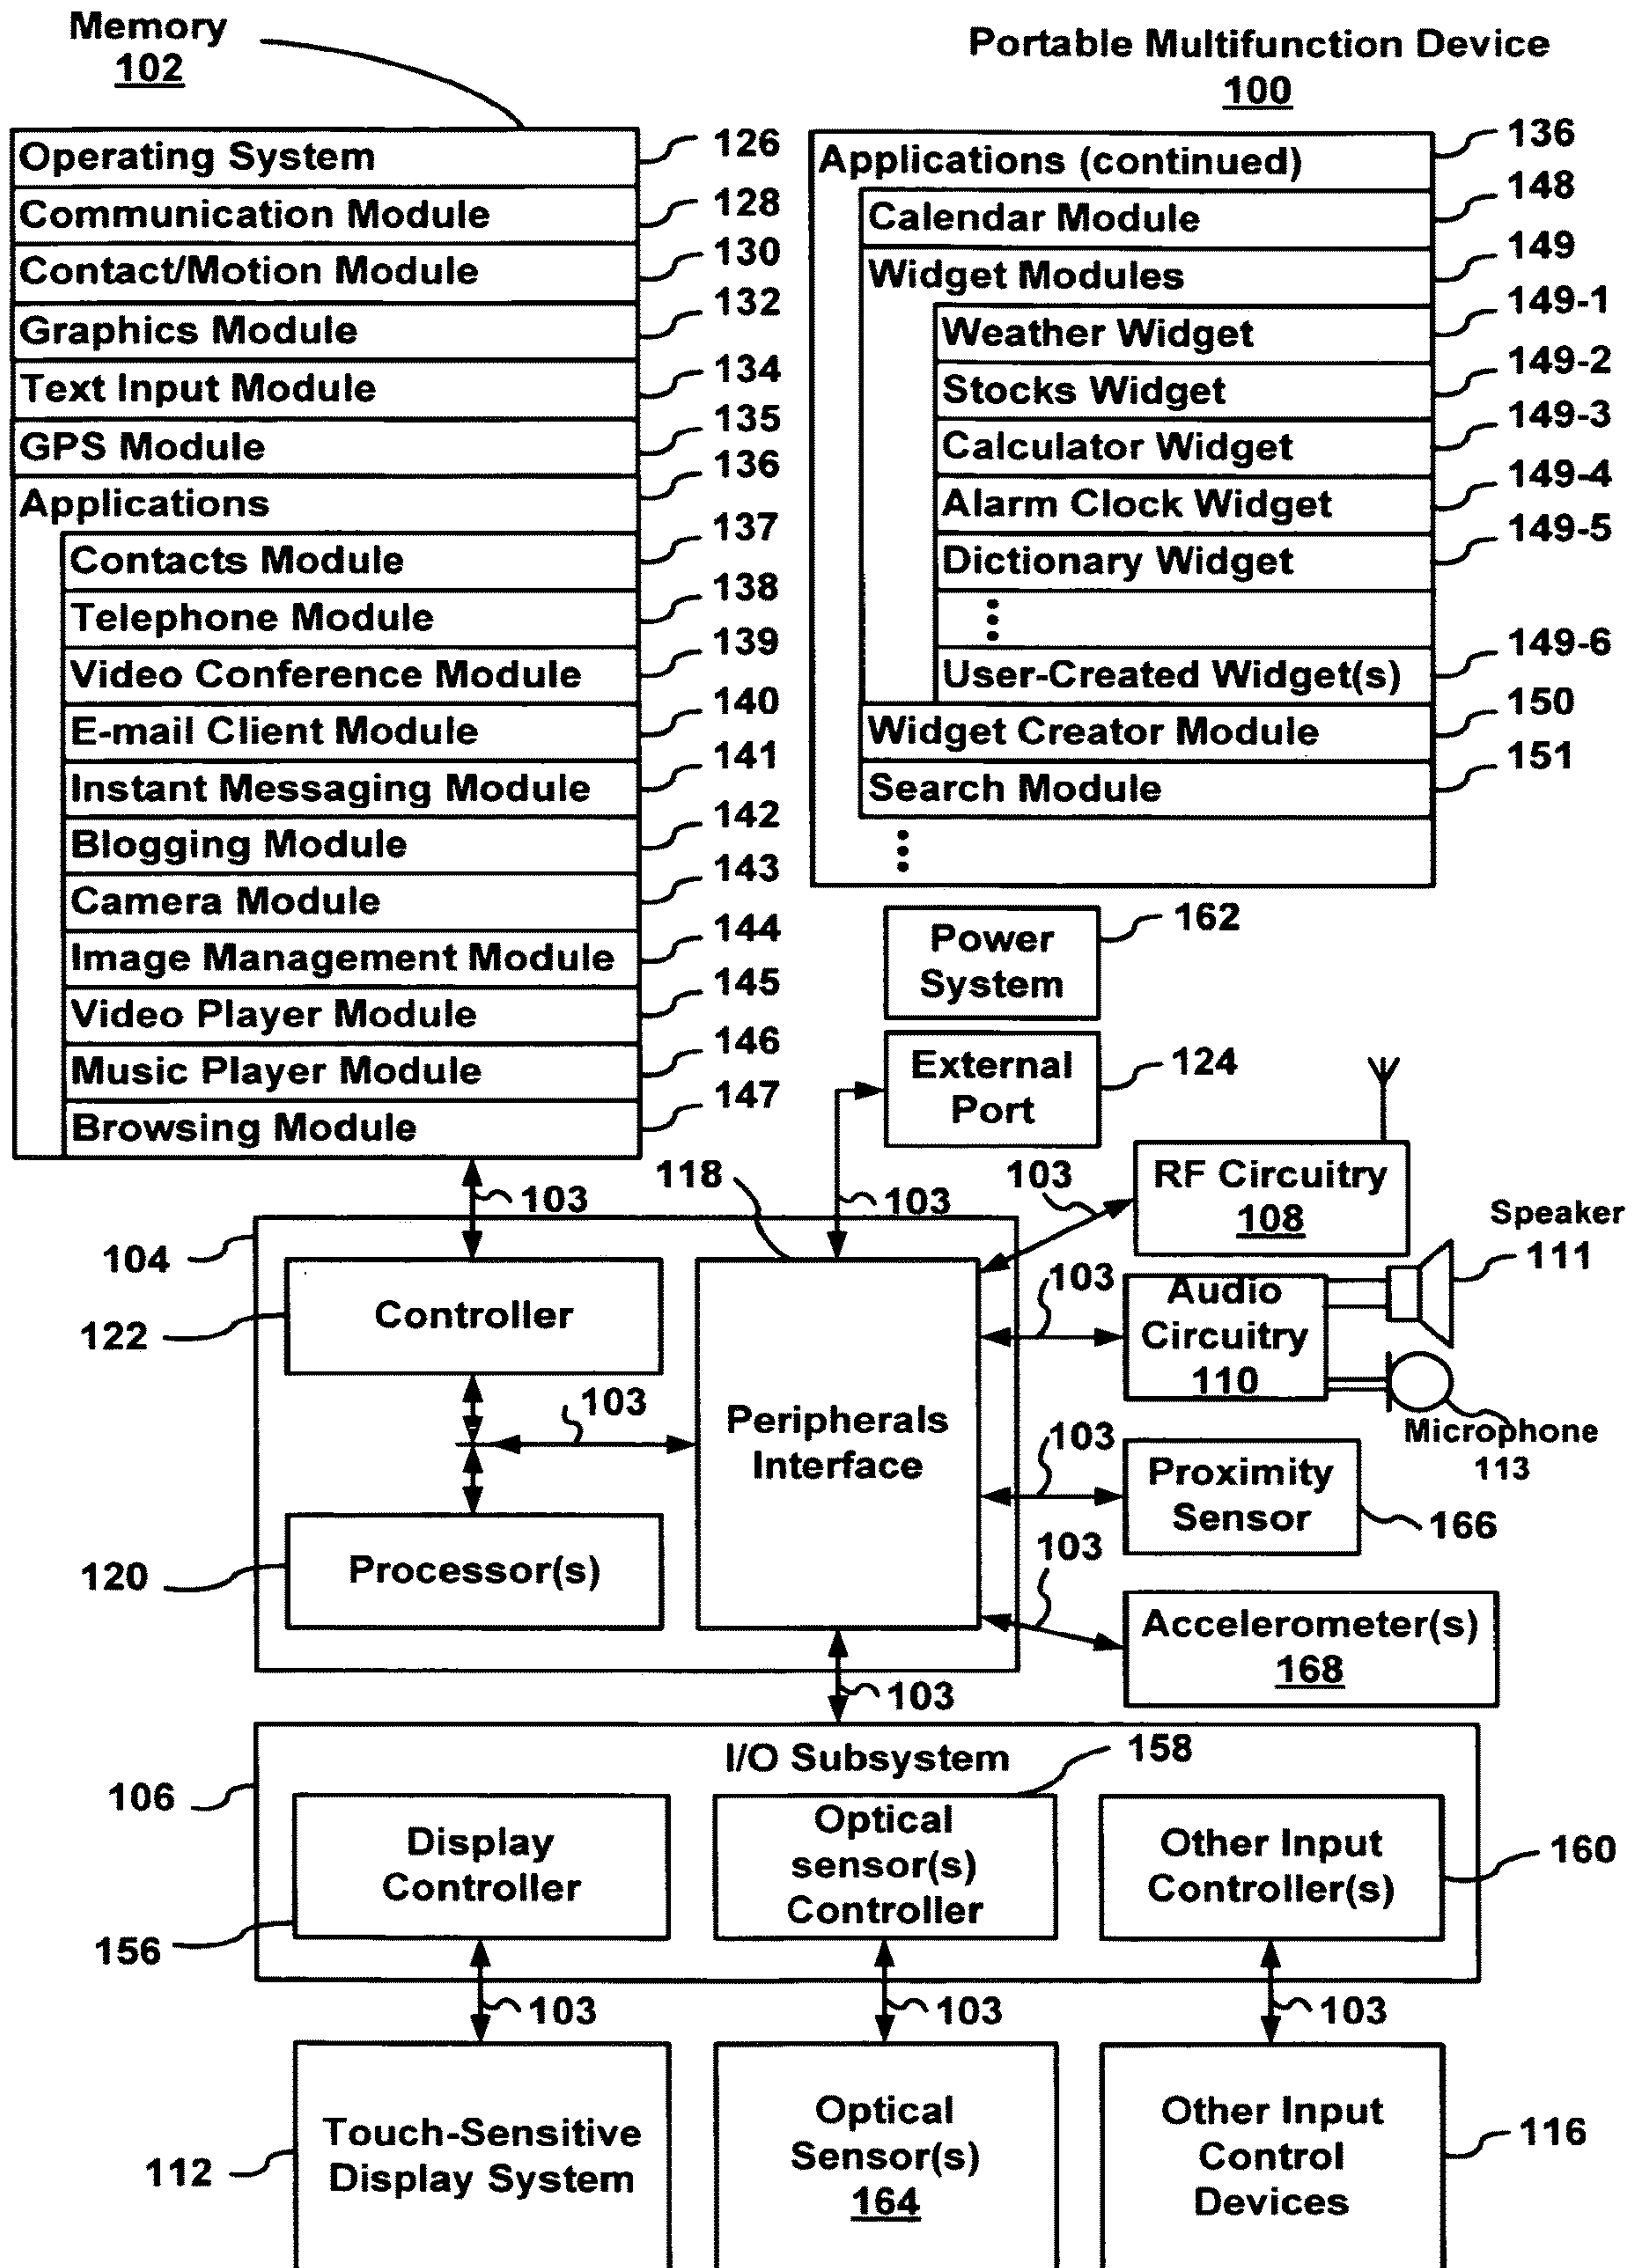 Memory
102
Portable Multifunction Device
100
Operating System
126
Communication Module
128
Contact/Motion Module
130
Graphics Module
132
Text Input Module
134
GPS Module
135
Applications
136
Contacts Module
137
Telephone Module
138
Video Conference Module
139
E-mail Client Module
140
Instant Messaging Module
141
Blogging Module
142
Camera Module
143
Image Management Module
144
Video Player Module
145
Music Player Module
146
Browsing Module
147
Applications (continued)
136
Calendar Module
148
Widget Modules
149
Weather Widget
149-1
Stocks Widget
149-2
Calculator Widget
149-3
Alarm Clock Widget
149-4
Dictionary Widget
149-5
User-Created Widget(s)
149-6
Widget Creator Module
150
Search Module
151
Power
System
162
External
Port
124
103
118
103
103
RF Circuitry
108
Speaker
111
104
Controller
122
103
Audio
Circuitry
110
Microphone
113
103
Peripherals
Interface
103
Proximity
Sensor
166
Processor(s)
120
103
Accelerometer(s)
168
103
I/O Subsystem
158
106
Display
Controller
156
Optical
sensor(s)
Controller
Other Input
Controller(s)
160
103
103
103
Touch-Sensitive
Display System
112
Optical
Sensor(s)
164
Other Input
Control
Devices
116